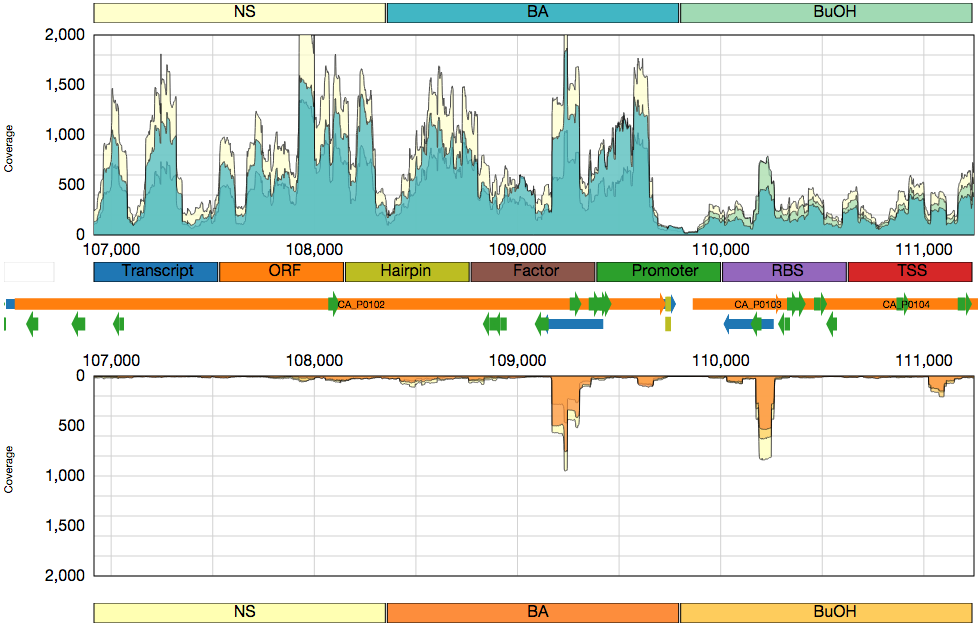 NS BA BuOH
2,000
1,500
1,000
500
0
Coverage
107,000 108,000 109,000 110,000 111,000
Transcript ORF Hairpin Factor Promoter RBS TSS
CA_P0102 CA_P0103 CA_P0104
107,000 108,000 109,000 110,000 111,000
0
500
1,000
1,500
2,000
Coverage
NS BA BuOH